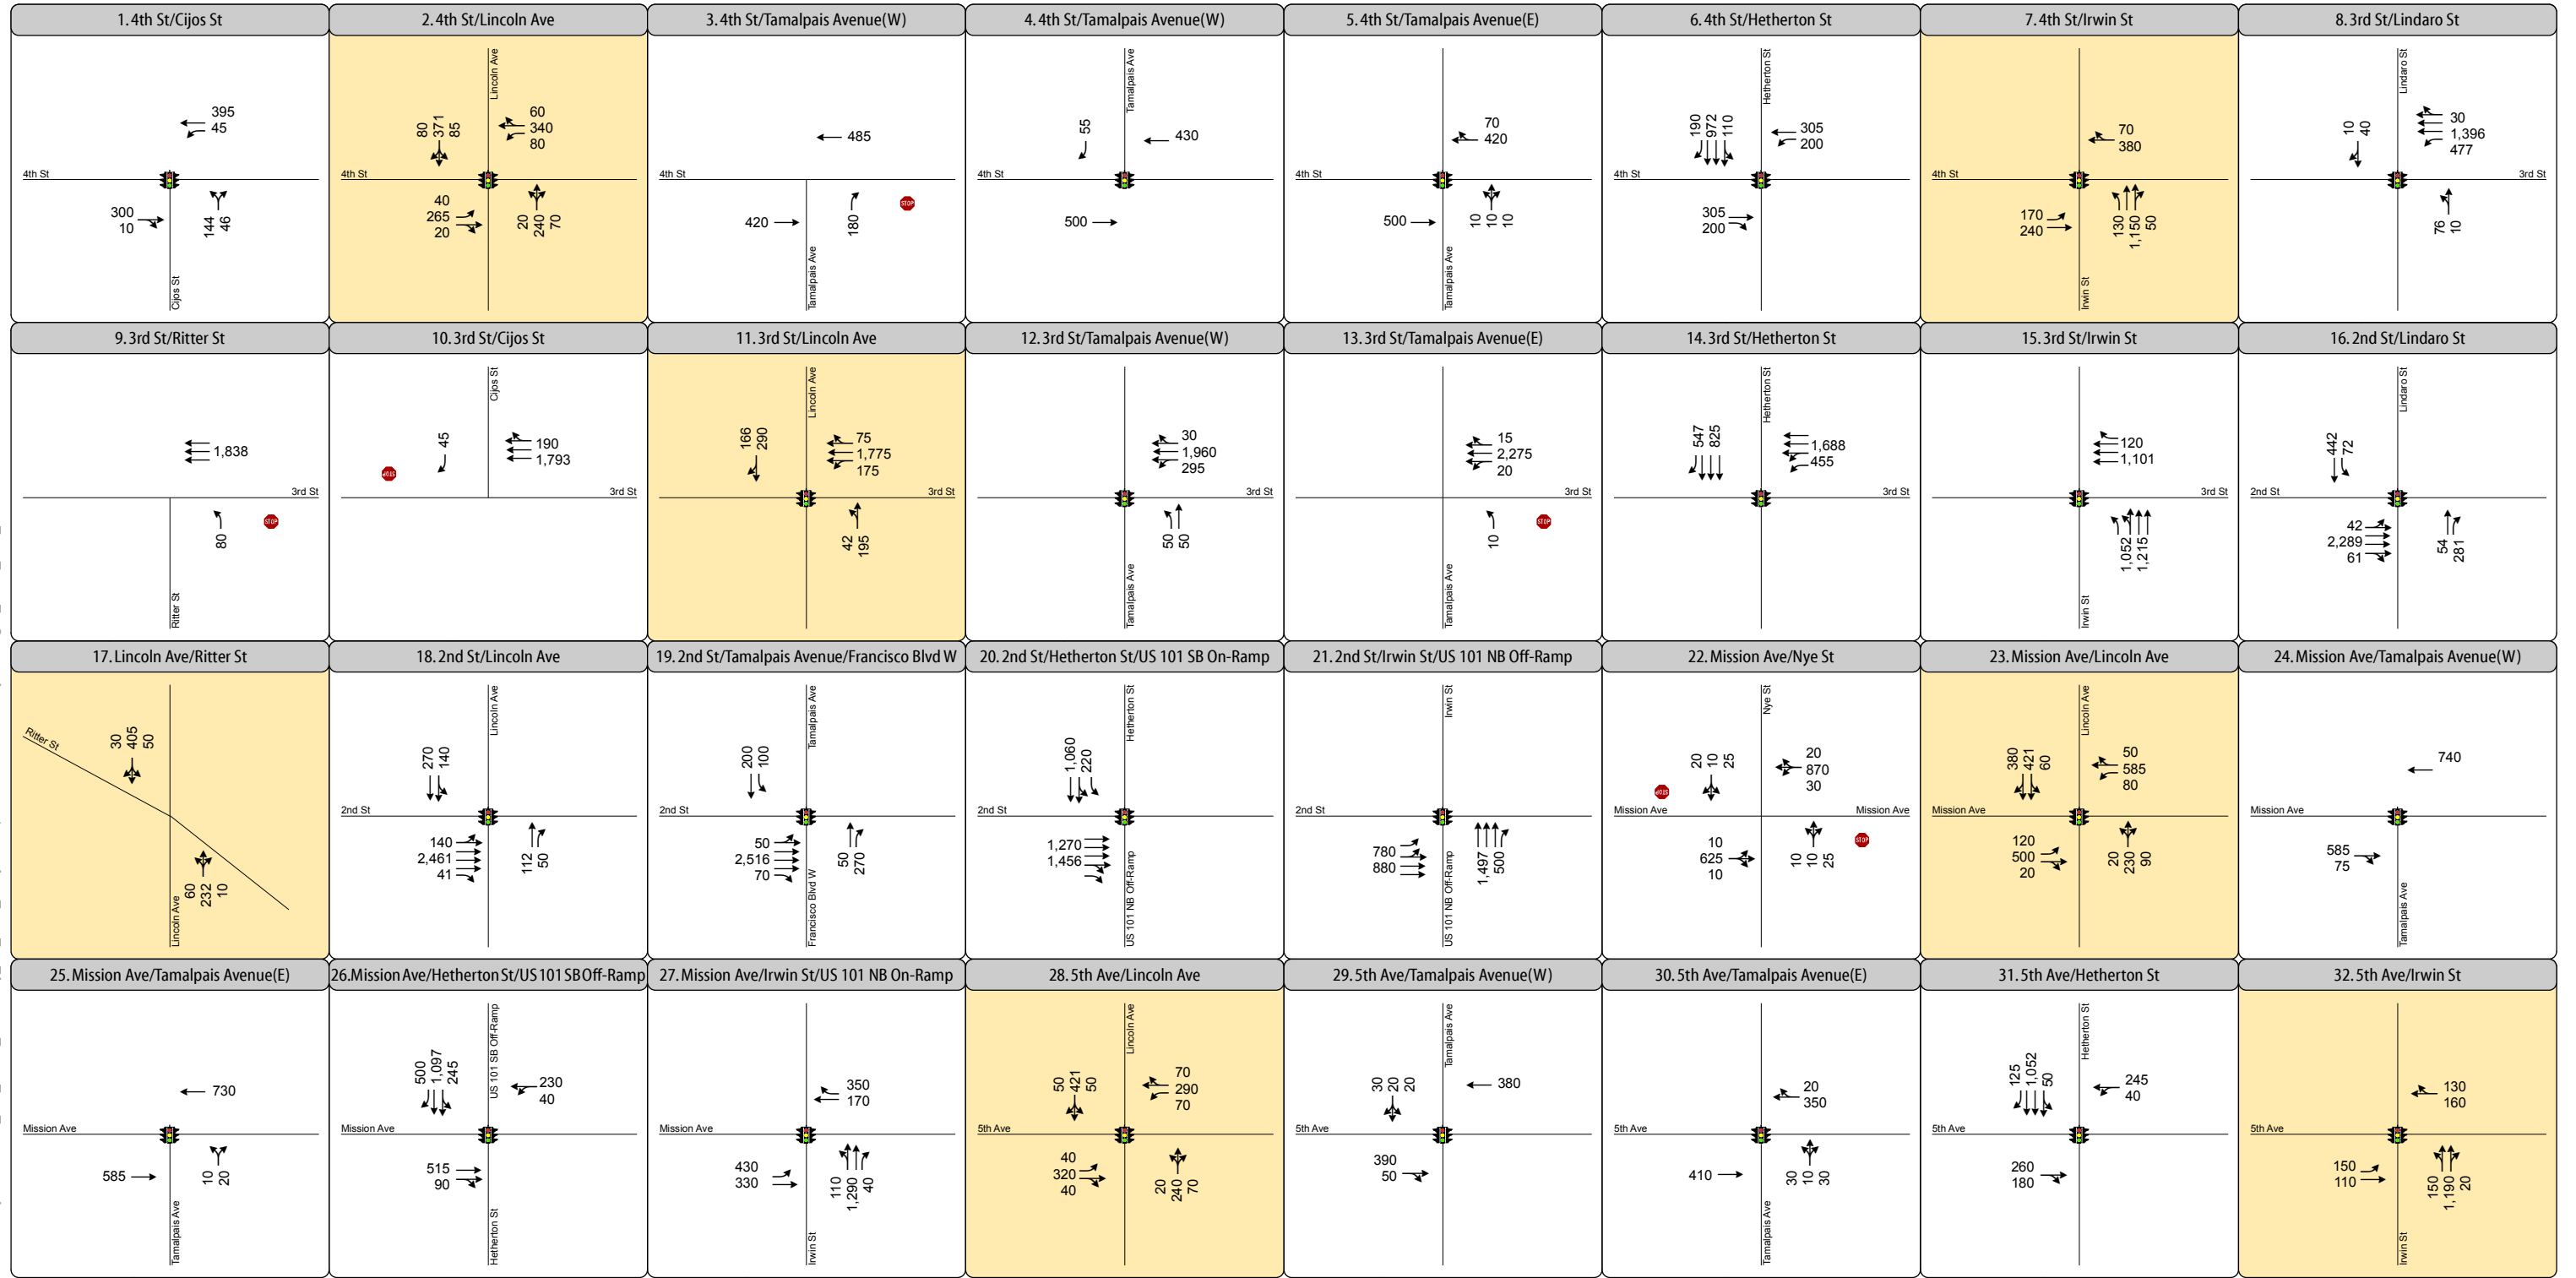 1. 4th St/Cijos St
395
45
4th St
300
10
144
46
Cijos St
2. 4th St/Lincoln Ave
Lincoln Ave
80
371
85
60
340
80
4th St
40
265
20
20
240
70
3. 4th St/Tamalpais Avenue(W)
485
4th St
420
180
STOP
Tamalpais Ave
4. 4th St/Tamalpais Avenue(W)
Tamalpais Ave
55
430
4th St
500
5. 4th St/Tamalpais Avenue(E)
70
420
4th St
500
10
10
10
Tamalpais Ave
6. 4th St/Hetherton St
Hetherton St
190
972
110
305
200
4th St
305
200
7. 4th St/Irwin St
70
380
4th St
170
240
130
1,150
50
Irwin St
8. 3rd St/Lindaro St
Lindaro St
10
40
30
1,396
477
3rd St
76
10
9. 3rd St/Ritter St
1,838
3rd St
80
STOP
Ritter St
10. 3rd St/Cijos St
Cijos St
45
190
1,793
STOP
3rd St
11. 3rd St/Lincoln Ave
Lincoln Ave
166
290
75
1,775
175
3rd St
42
195
12. 3rd St/Tamalpais Avenue(W)
30
1,960
295
3rd St
50
50
Tamalpais Ave
13. 3rd St/Tamalpais Avenue(E)
15
2,275
20
3rd St
10
STOP
Tamalpais Ave
14. 3rd St/Hetherton St
Hetherton St
547
825
1,688
455
3rd St
15. 3rd St/Irwin St
120
1,101
3rd St
1,052
1,215
Irwin St
16. 2nd St/Lindaro St
Lindaro St
442
72
2nd St
42
2,289
61
54
281
17. Lincoln Ave/Ritter St
Ritter St
30
405
50
60
232
10
Lincoln Ave
18. 2nd St/Lincoln Ave
Lincoln Ave
270
140
2nd St
140
2,461
41
112
50
19. 2nd St/Tamalpais Avenue/Francisco Blvd W
Tamalpais Ave
200
100
2nd St
50
2,516
70
50
270
Francisco Blvd W
20. 2nd St/Hetherton St/US 101 SB On-Ramp
Hetherton St
1,060
220
2nd St
1,270
1,456
US 101 NB Off-Ramp
21. 2nd St/Irwin St/US 101 NB Off-Ramp
Irwin St
2nd St
780
880
1,497
500
US 101 NB Off-Ramp
22. Mission Ave/Nye St
Nye St
20
10
25
20
870
30
STOP
Mission Ave
Mission Ave
10
625
10
10
10
25
STOP
23. Mission Ave/Lincoln Ave
Lincoln Ave
380
421
60
50
585
80
Mission Ave
120
500
20
20
230
90
24. Mission Ave/Tamalpais Avenue(W)
740
Mission Ave
585
75
Tamalpais Ave
25. Mission Ave/Tamalpais Avenue(E)
730
Mission Ave
585
10
20
Tamalpais Ave
26. Mission Ave/Hetherton St/US 101 SB Off-Ramp
US 101 SB Off-Ramp
500
1,097
245
230
40
Mission Ave
515
90
Hetherton St
27. Mission Ave/Irwin St/US 101 NB On-Ramp
350
170
Mission Ave
430
330
110
1,290
40
Irwin St
28. 5th Ave/Lincoln Ave
Lincoln Ave
50
421
50
70
290
70
5th Ave
40
320
40
20
240
70
29. 5th Ave/Tamalpais Avenue(W)
Tamalpais Ave
30
20
20
380
5th Ave
390
50
30. 5th Ave/Tamalpais Avenue(E)
20
350
5th Ave
410
30
10
30
Tamalpais Ave
31. 5th Ave/Hetherton St
Hetherton St
125
1,052
50
245
40
5th Ave
260
180
32. 5th Ave/Irwin St
130
160
5th Ave
150
110
150
1,190
20
Irwin St